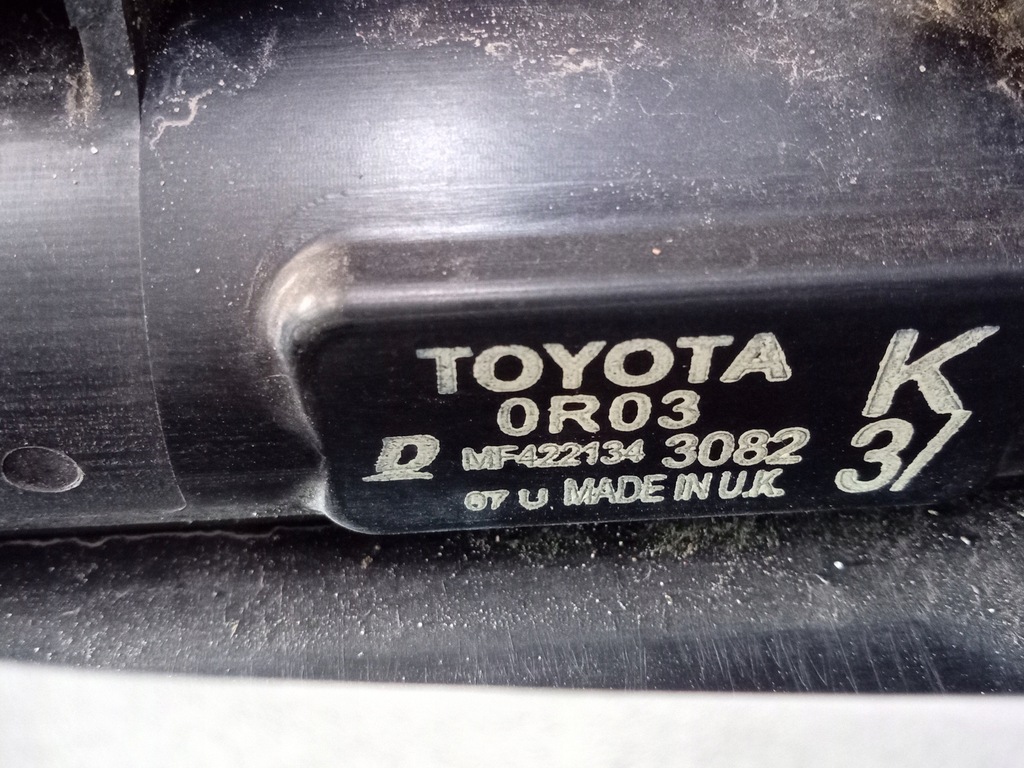 TOYOTA
0R03
D MF422134 3082
07 U. MADE IN U.K.
K
3